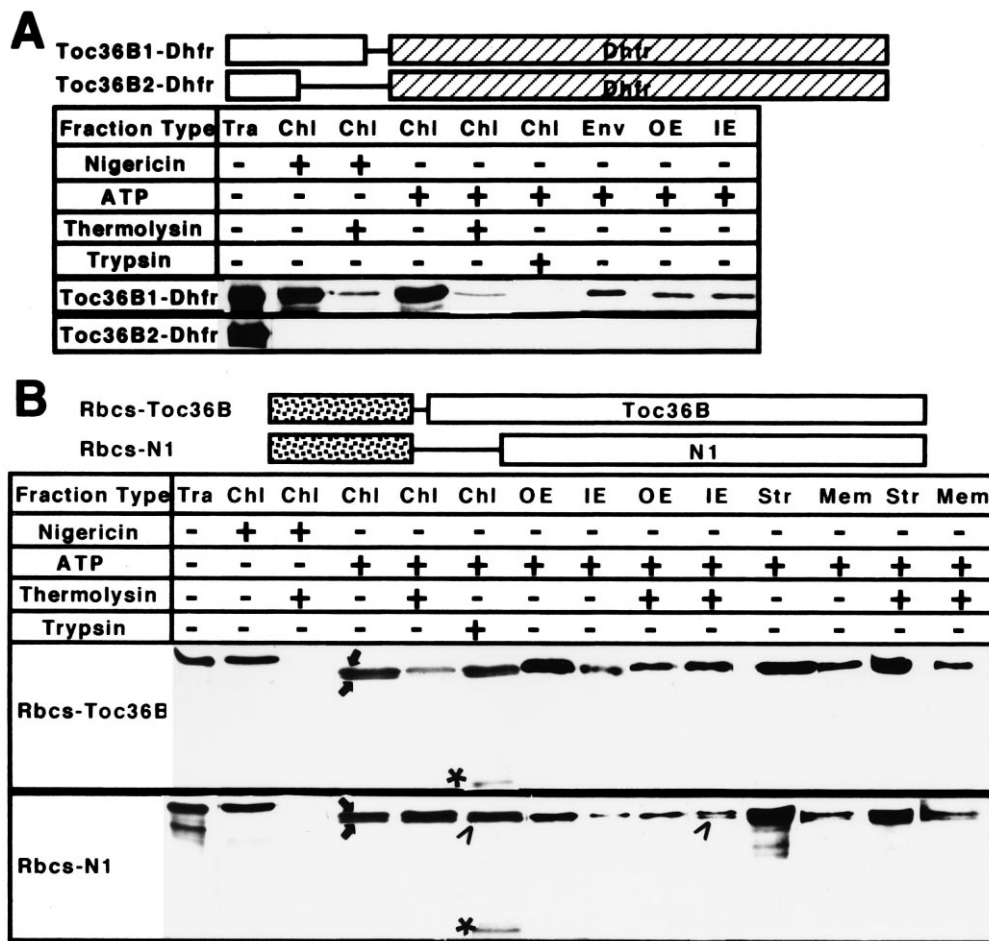 A
Toc36B1-Dhfr Dhfr
Toc36B2-Dhfr Dhfr
Fraction Type Tra Chl Chl Chl Chl Chl Env OE IE
Nigericin - + + - - - - - -
ATP - - - + + + + + +
Thermolysin - - + - + - - - -
Trypsin - - - - - + - - -
Toc36B1-Dhfr
Toc36B2-Dhfr
B
Rbcs-Toc36B Toc36B
Rbcs-N1 N1
Fraction Type Tra Chl Chl Chl Chl Chl OE IE OE IE Str Mem Str Mem
Nigericin - + + - - - - - - - - - - -
ATP - - - + + + + + + + + + + +
Thermolysin - - + - + - - - + + - - + +
Trypsin - - - - - + - - - - - - - -
Rbcs-Toc36B
*
Rbcs-N1
*